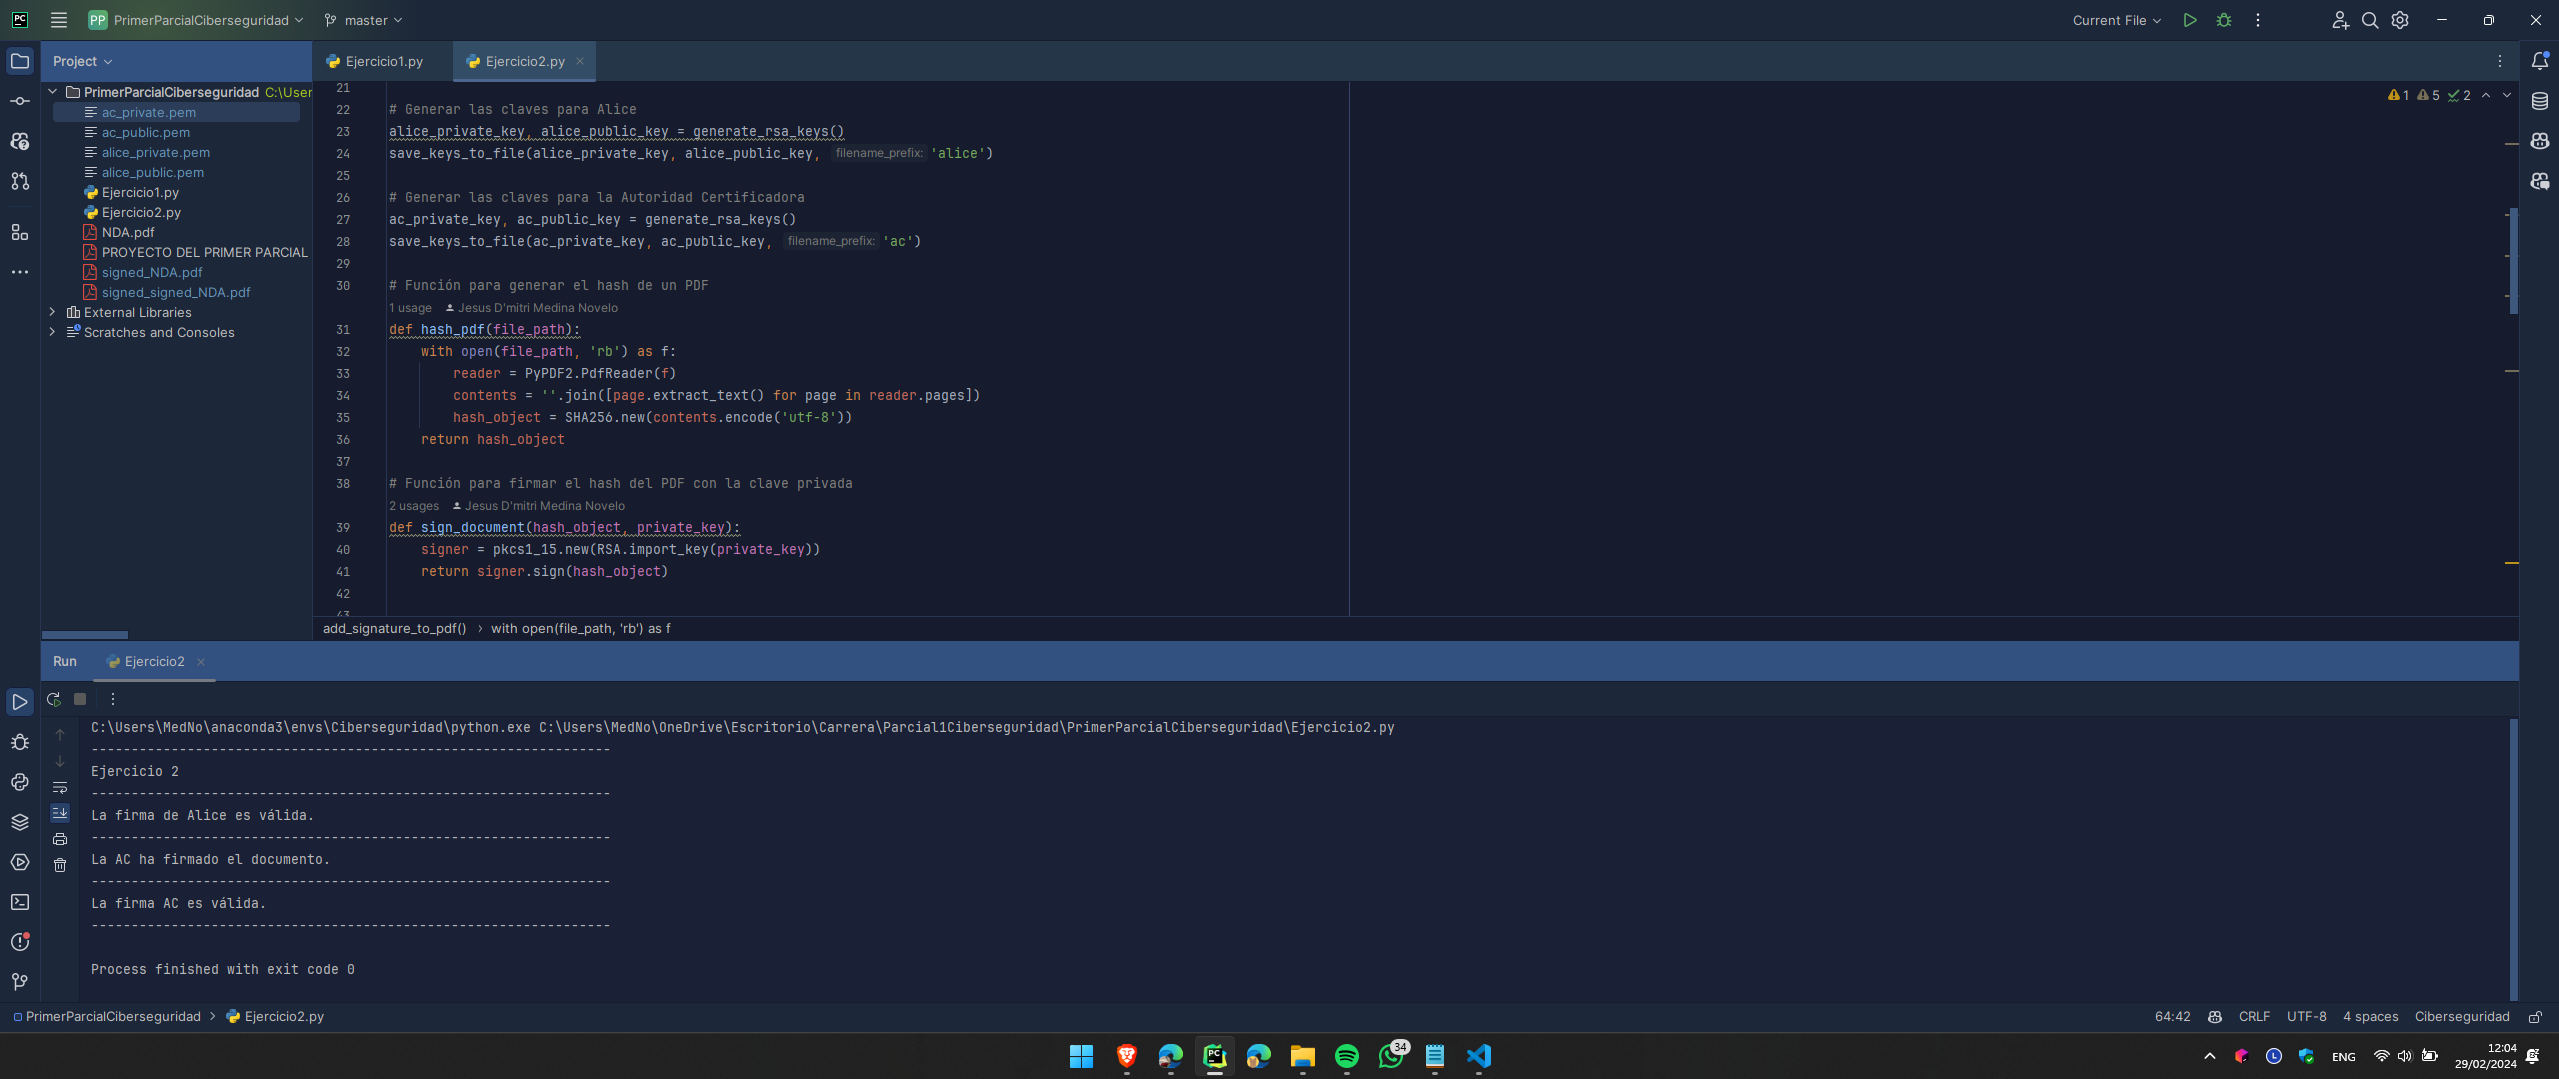 PC PP PrimerParcialCiberseguridad master Current File
Project Ejercicio1.py Ejercicio2.py
PrimerParcialCiberseguridad C:\User
ac_private.pem
ac_public.pem
alice_private.pem
alice_public.pem
Ejercicio1.py
Ejercicio2.py
NDA.pdf
PROYECTO DEL PRIMER PARCIAL
signed_NDA.pdf
signed_signed_NDA.pdf
External Libraries
Scratches and Consoles
1 5 2
21
22 # Generar las claves para Alice
23 alice_private_key, alice_public_key = generate_rsa_keys()
24 save_keys_to_file(alice_private_key, alice_public_key, filename_prefix: 'alice')
25
26 # Generar las claves para la Autoridad Certificadora
27 ac_private_key, ac_public_key = generate_rsa_keys()
28 save_keys_to_file(ac_private_key, ac_public_key, filename_prefix: 'ac')
29
30 # Función para generar el hash de un PDF
1 usage Jesus D'mitri Medina Novelo
31 def hash_pdf(file_path):
32 with open(file_path, 'rb') as f:
33 reader = PyPDF2.PdfReader(f)
34 contents = ''.join([page.extract_text() for page in reader.pages])
35 hash_object = SHA256.new(contents.encode('utf-8'))
36 return hash_object
37
38 # Función para firmar el hash del PDF con la clave privada
2 usages Jesus D'mitri Medina Novelo
39 def sign_document(hash_object, private_key):
40 signer = pkcs1_15.new(RSA.import_key(private_key))
41 return signer.sign(hash_object)
42
43
add_signature_to_pdf() › with open(file_path, 'rb') as f
Run Ejercicio2
C:\Users\MedNo\anaconda3\envs\Ciberseguridad\python.exe C:\Users\MedNo\OneDrive\Escritorio\Carrera\Parcial1Ciberseguridad\PrimerParcialCiberseguridad\Ejercicio2.py
-----------------------------------------------------------------
Ejercicio 2
-----------------------------------------------------------------
La firma de Alice es válida.
-----------------------------------------------------------------
La AC ha firmado el documento.
-----------------------------------------------------------------
La firma AC es válida.
-----------------------------------------------------------------
Process finished with exit code 0
PrimerParcialCiberseguridad › Ejercicio2.py 64:42 CRLF UTF-8 4 spaces Ciberseguridad
PC 34 L ENG 12:04
29/02/2024